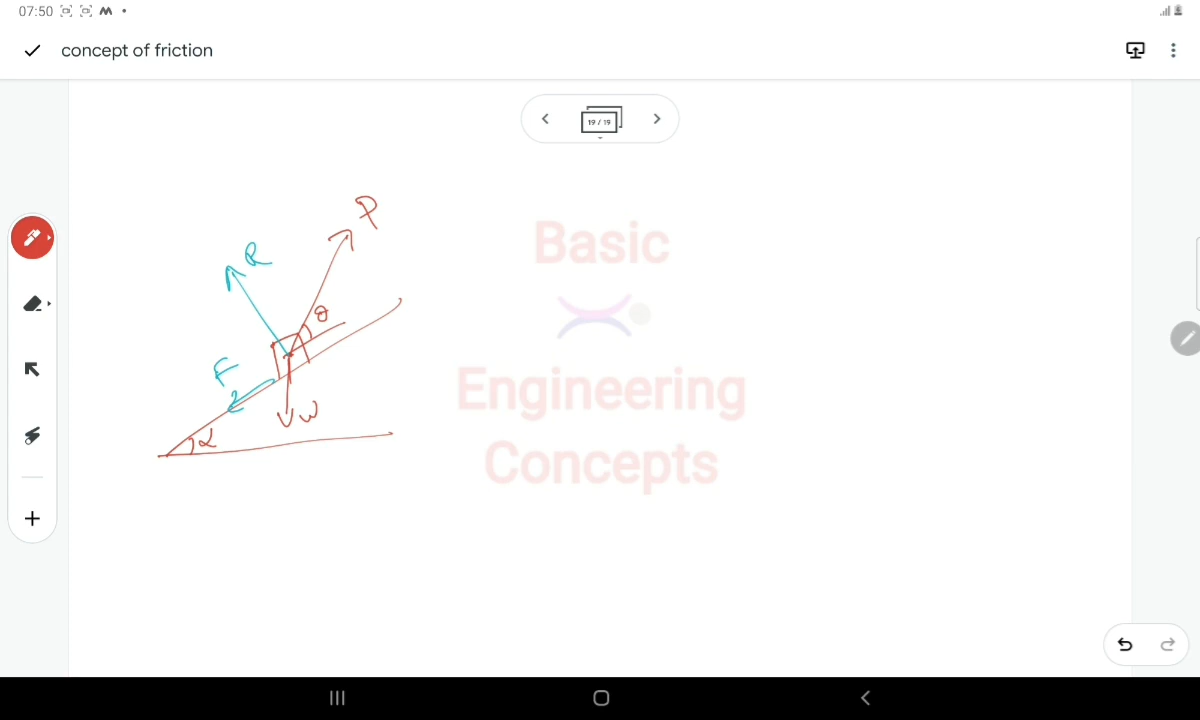 07:50
concept of friction
19 / 19
P
R
θ
F
W
α
Basic
Engineering
Concepts